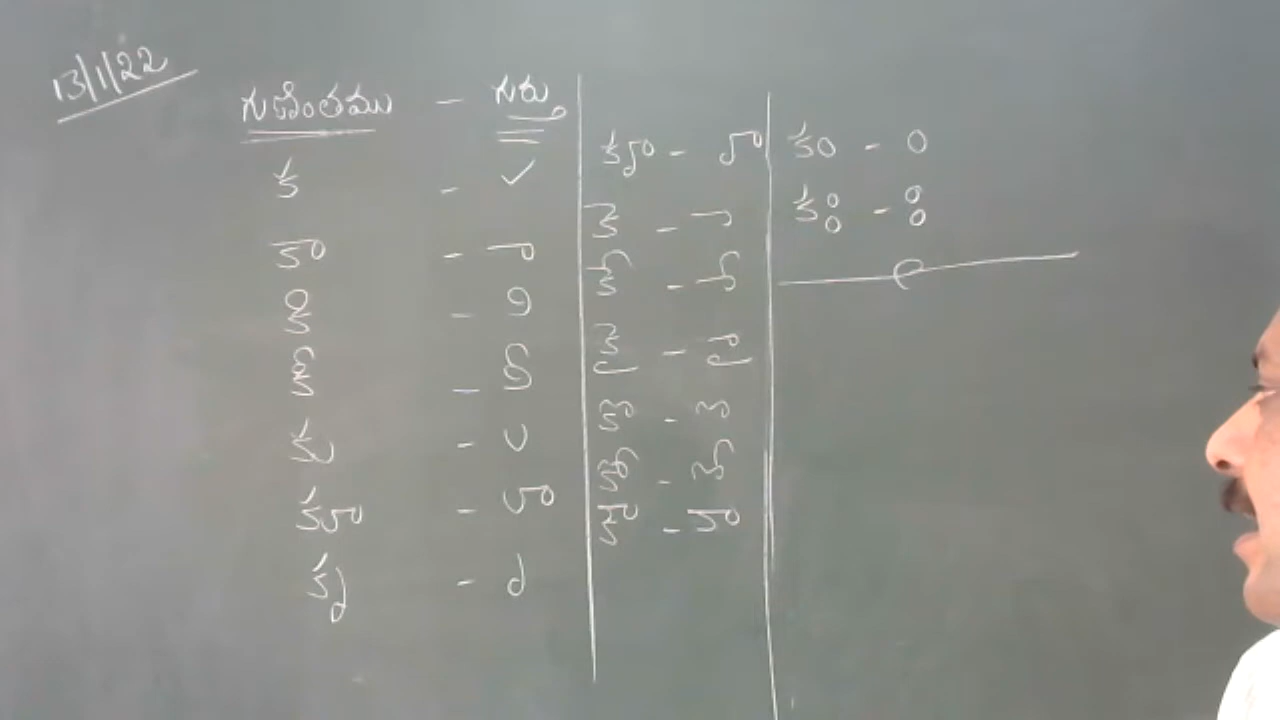 13/1/22
గుణింతము - గుర్తు
క - ✓
కా - ా
కి - ి
కీ - ీ
కు - ు
కూ - ూ
కృ - ృ
కౄ - ౄ
కె - ె
కే - ే
కై - ై
కొ - ొ
కో - ో
కౌ - ౌ
కం - ం
కః - ః